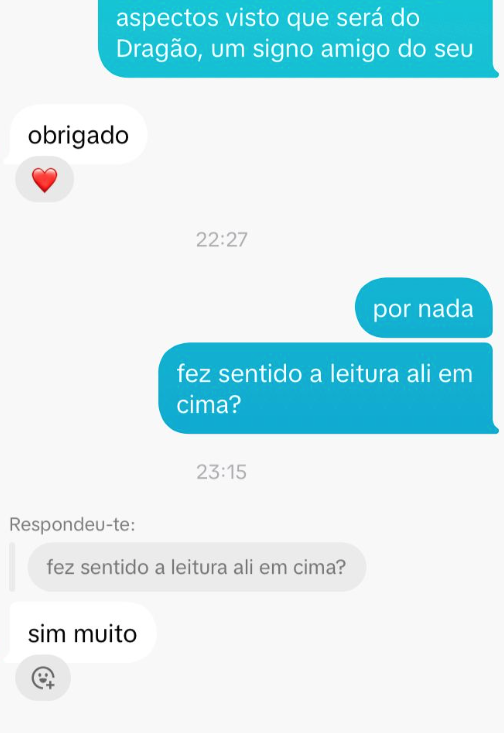 aspectos visto que será do
Dragão, um signo amigo do seu
obrigado
22:27
por nada
fez sentido a leitura ali em
cima?
23:15
Respondeu-te:
fez sentido a leitura ali em cima?
sim muito